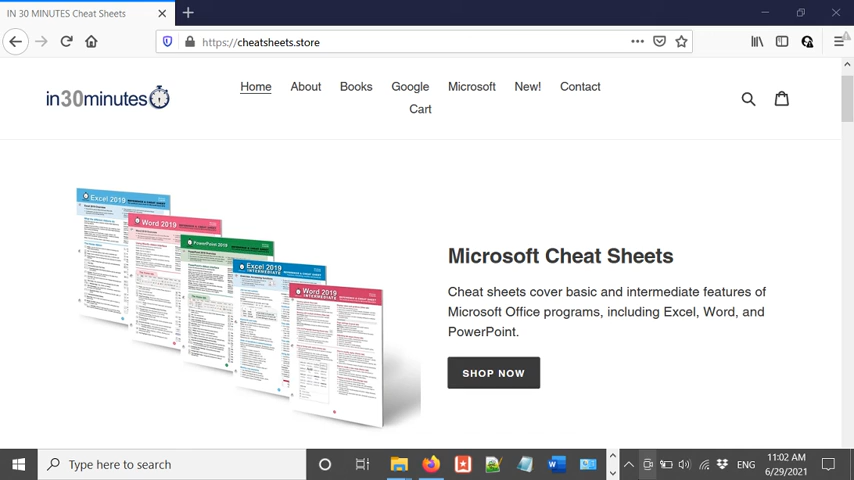 IN 30 MINUTES Cheat Sheets
https://cheatsheets.store
in30minutes
Home About Books Google Microsoft New! Contact
Cart
Excel 2019
Word 2019
PowerPoint 2019
Excel 2019
INTERMEDIATE
Word 2019
INTERMEDIATE
Microsoft Cheat Sheets
Cheat sheets cover basic and intermediate features of
Microsoft Office programs, including Excel, Word, and
PowerPoint.
SHOP NOW
Type here to search
ENG
11:02 AM
6/29/2021